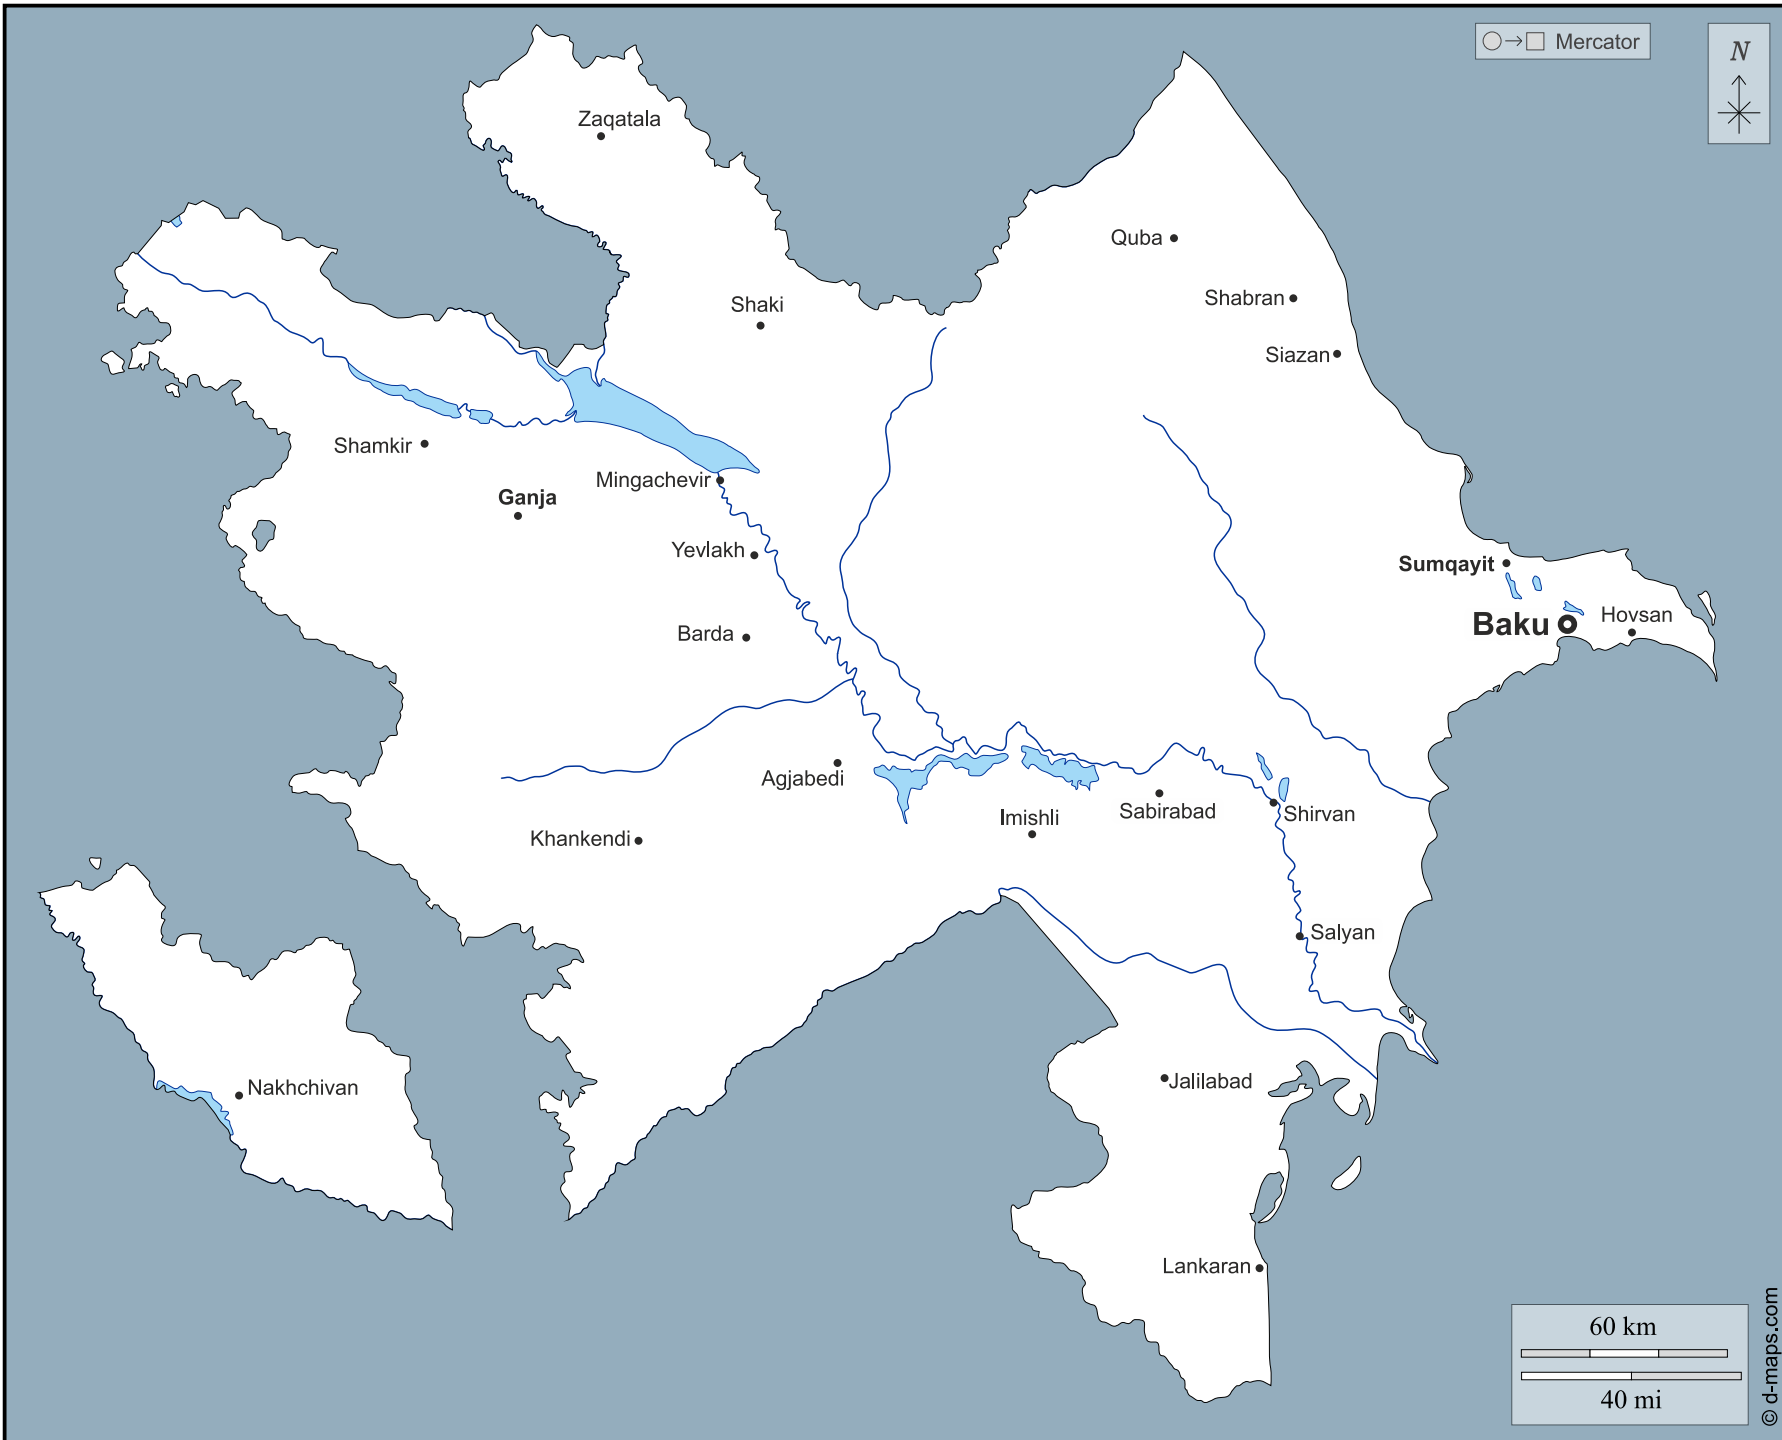 Mercator
N
Zaqatala
Quba
Shaki
Shabran
Siazan
Shamkir
Mingachevir
Ganja
Yevlakh
Sumqayit
Baku
Hovsan
Barda
Agjabedi
Imishli
Sabirabad
Shirvan
Khankendi
Salyan
Nakhchivan
Jalilabad
Lankaran
60 km
40 mi
© d-maps.com